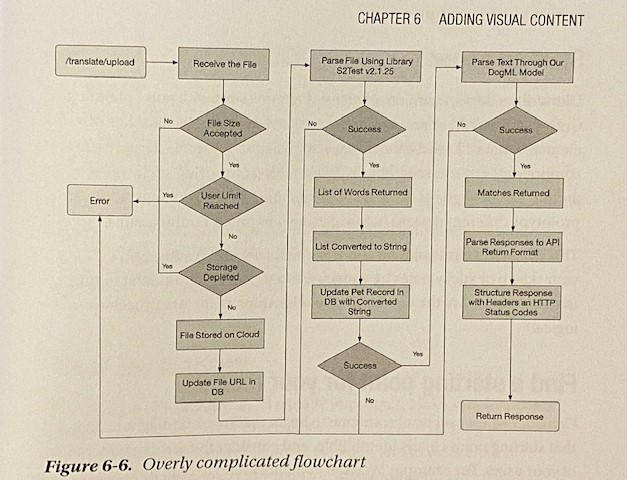 CHAPTER 6 ADDING VISUAL CONTENT
/translate/upload
Receive the File
File Size
Accepted
No
Yes
User Limit
Reached
Yes
No
Error
Storage
Depleted
Yes
No
File Stored on Cloud
Update File URL in
DB
Parse File Using Library
S2Test v2.1.25
Success
No
Yes
List of Words Returned
List Converted to String
Update Pet Record in
DB with Converted
String
Success
Yes
No
Parse Text Through Our
DogML Model
Success
No
Yes
Matches Returned
Parse Responses to API
Return Format
Structure Response
with Headers an HTTP
Status Codes
Return Response
Figure 6-6. Overly complicated flowchart